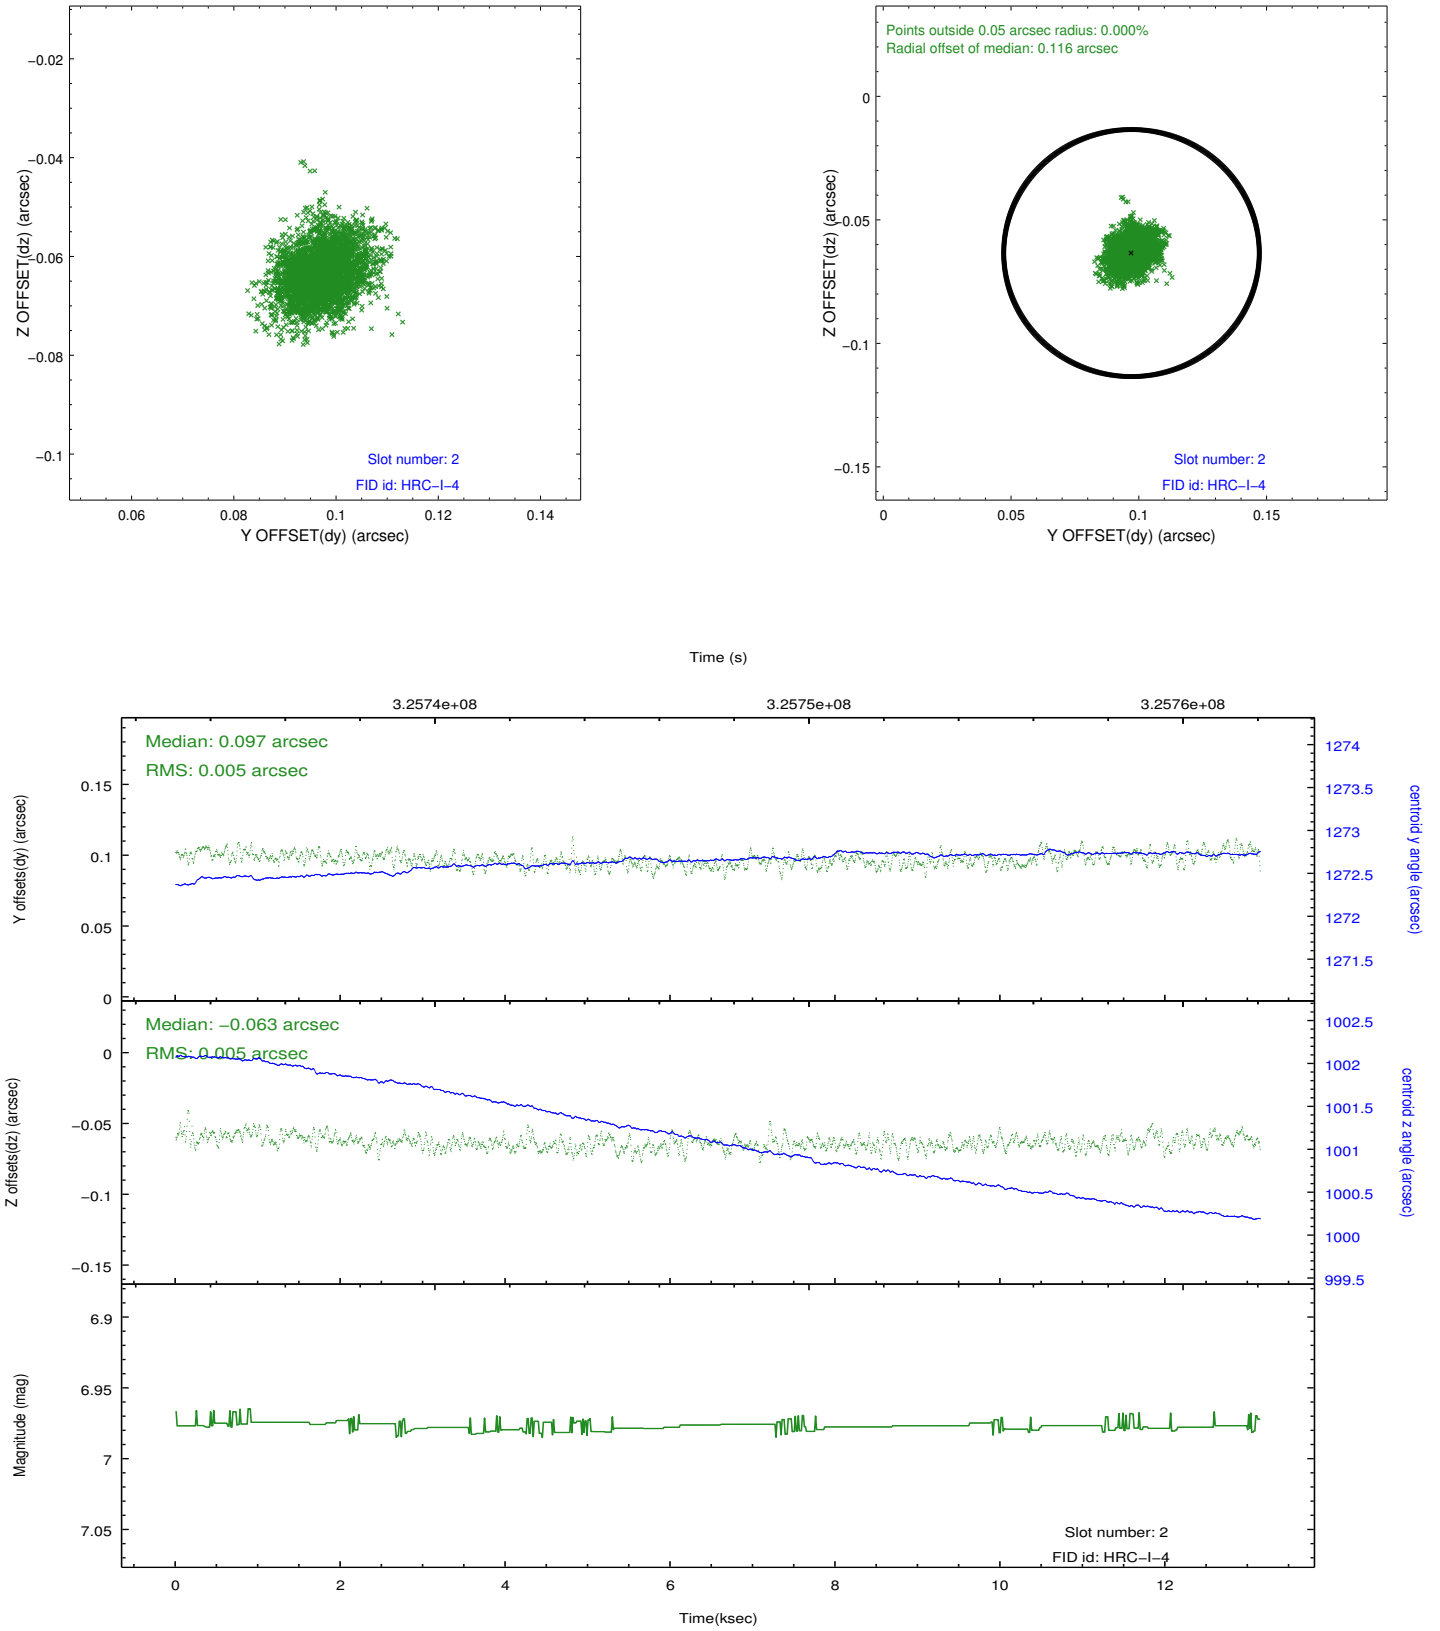 −0.02
−0.04
−0.06
−0.08
−0.1
Z OFFSET(dz) (arcsec)
Slot number: 2
FID id: HRC−I−4
0.06
0.08
0.1
0.12
0.14
Y OFFSET(dy) (arcsec)
Points outside 0.05 arcsec radius: 0.000%
Radial offset of median: 0.116 arcsec
0
−0.05
−0.1
−0.15
Z OFFSET(dz) (arcsec)
Slot number: 2
FID id: HRC−I−4
0
0.05
0.1
0.15
Y OFFSET(dy) (arcsec)
Time (s)
3.2574e+08
3.2575e+08
3.2576e+08
Median: 0.097 arcsec
RMS: 0.005 arcsec
0.15
0.1
0.05
0
Y offsets(dy) (arcsec)
1274
1273.5
1273
1272.5
1272
1271.5
centroid y angle (arcsec)
Median: −0.063 arcsec
RMS: 0.005 arcsec
0
−0.05
−0.1
−0.15
Z offsets(dz) (arcsec)
1002.5
1002
1001.5
1001
1000.5
1000
999.5
centroid z angle (arcsec)
6.9
6.95
7
7.05
Magnitude (mag)
Slot number: 2
FID id: HRC−I−4
0
2
4
6
8
10
12
Time(ksec)